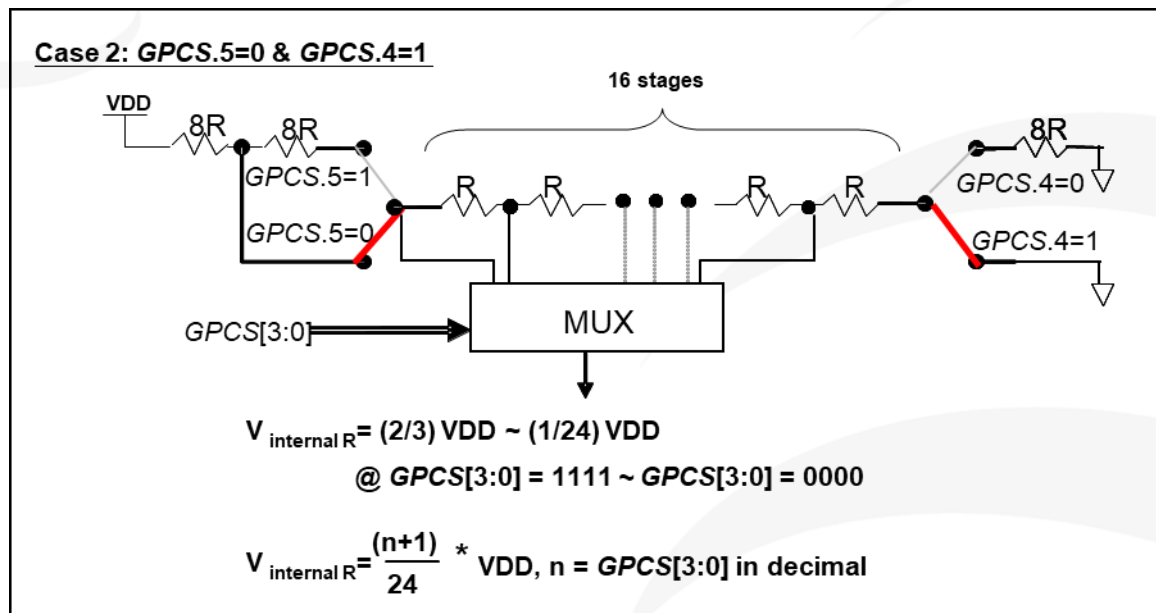 Case 2: GPCS.5=0 & GPCS.4=1
16 stages
VDD
8R
8R
8R
GPCS.5=1
R
R
R
R
GPCS.4=0
GPCS.5=0
GPCS.4=1
GPCS[3:0]
MUX
V internal R= (2/3) VDD ~ (1/24) VDD
@ GPCS[3:0] = 1111 ~ GPCS[3:0] = 0000
V internal R= (n+1)/24 * VDD, n = GPCS[3:0] in decimal